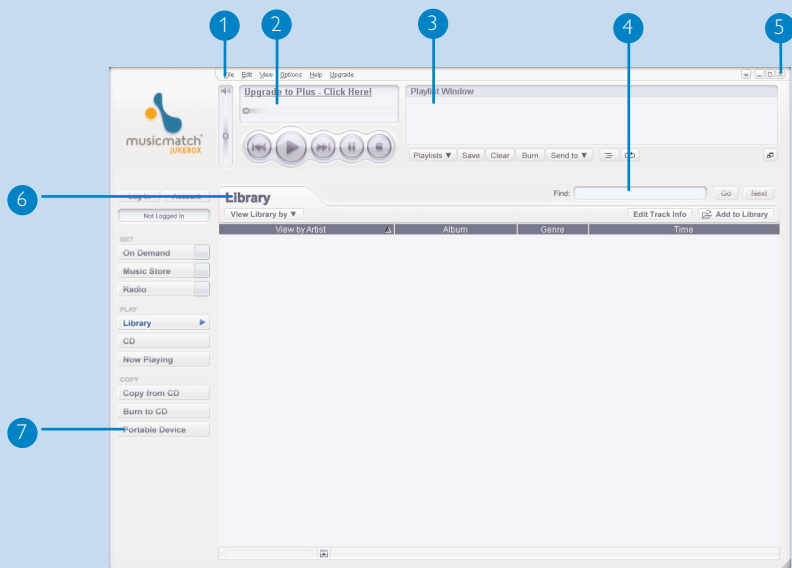 1
2
3
4
5
File Edit View Options Help Upgrade
Upgrade to Plus - Click Here!
Playlist Window
musicmatch
JUKEBOX
Playlists ▼ Save Clear Burn Send to ▼
6
Log In Account
Library
Find:
Go Next
Not Logged In
View Library by ▼
Edit Track Info
Add to Library
View by Artist
Album
Genre
Time
GET
On Demand
Music Store
Radio
PLAY
Library
CD
Now Playing
COPY
Copy from CD
Burn to CD
7
Portable Device